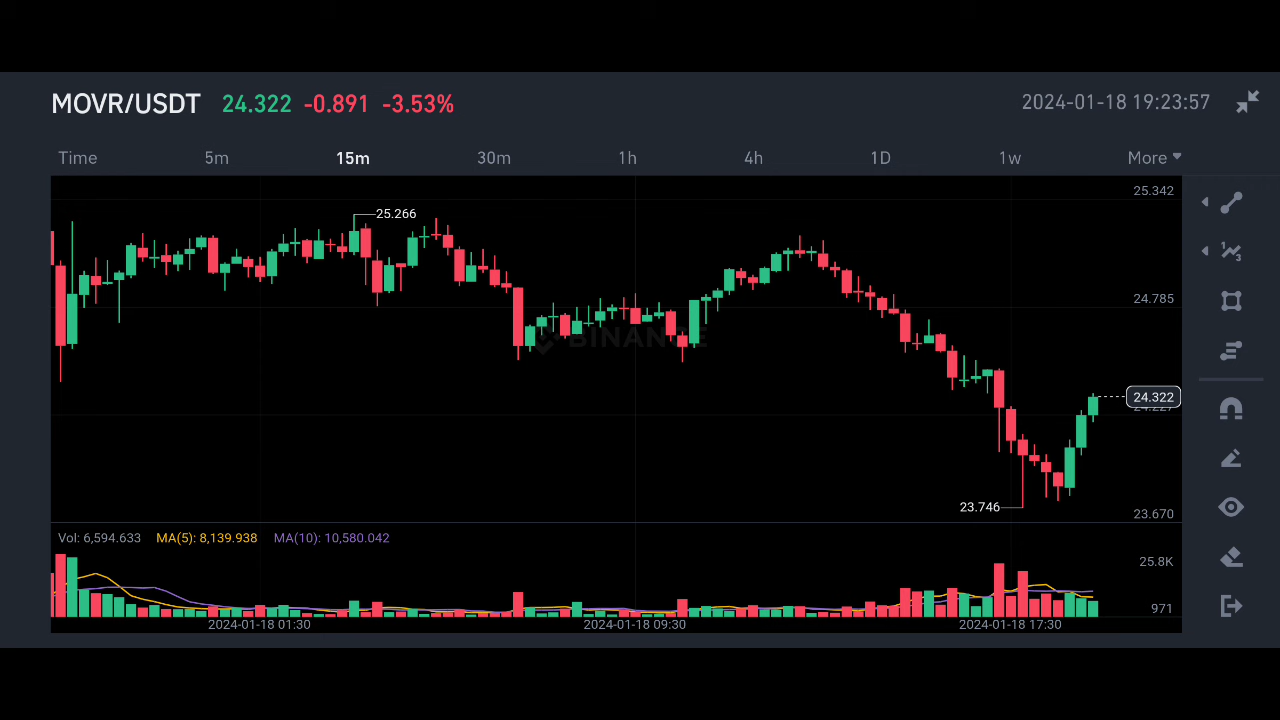 MOVR/USDT 24.322 -0.891 -3.53% 2024-01-18 19:23:57
Time 5m 15m 30m 1h 4h 1D 1w More
25.342
25.266
24.785
BINANCE
24.322
24.227
23.746
23.670
Vol: 6,594.633 MA(5): 8,139.938 MA(10): 10,580.042
25.8K
971
2024-01-18 01:30 2024-01-18 09:30 2024-01-18 17:30